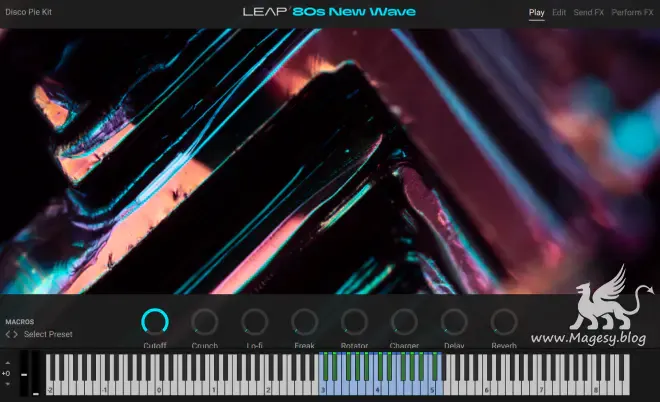 Disco Pie Kit
LEAP 80s New Wave
Play Edit Send FX Perform FX
MACROS
Select Preset
Cutoff Crunch Lo-fi Freak Rotator Charger Delay Reverb
www.Magesy.blog
+0
-2 -1 0 1 2 3 4 5 6 7 8